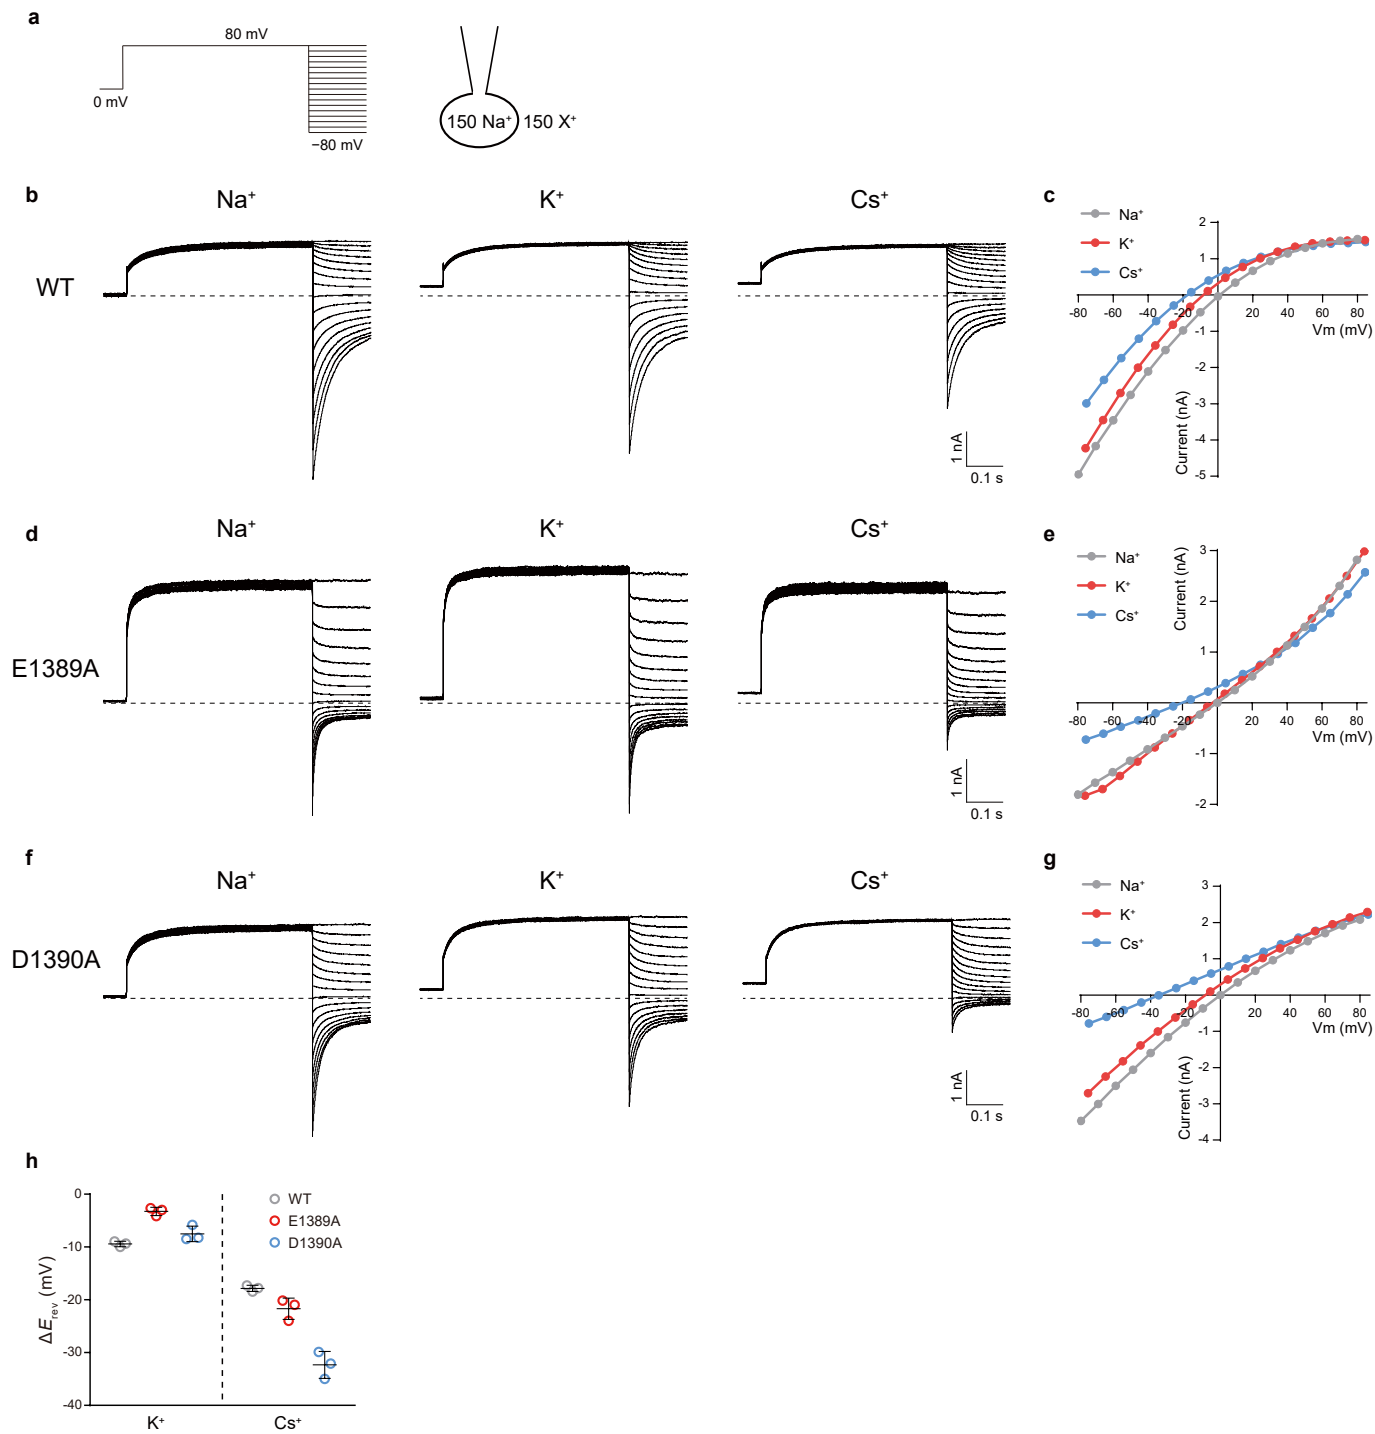 a
80 mV
0 mV
−80 mV
150 Na⁺ 150 X⁺
b
Na⁺
K⁺
Cs⁺
WT
1 nA
0.1 s
c
Na⁺
K⁺
Cs⁺
2
1
-80 -60 -40 -20 20 40 60 80
Vm (mV)
-1
-2
-3
-4
-5
Current (nA)
d
Na⁺
K⁺
Cs⁺
E1389A
1 nA
0.1 s
e
Na⁺
K⁺
Cs⁺
3
2
1
Current (nA)
-80 -60 -40 -20 20 40 60 80
Vm (mV)
-1
-2
f
Na⁺
K⁺
Cs⁺
D1390A
1 nA
0.1 s
g
Na⁺
K⁺
Cs⁺
3
2
1
-80 -60 -40 -20 20 40 60 80
Vm (mV)
-1
-2
-3
-4
Current (nA)
h
WT
E1389A
D1390A
0
-10
-20
-30
-40
ΔE_rev (mV)
K⁺
Cs⁺